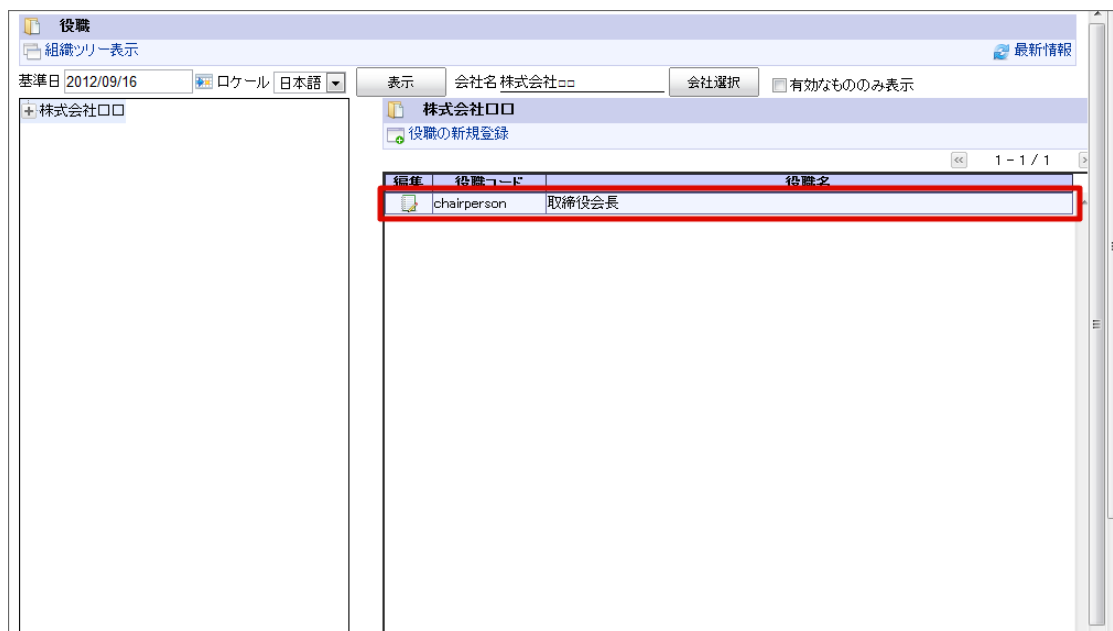 役職
組織ツリー表示 最新情報
基準日 2012/09/16 ロケール 日本語 表示 会社名 株式会社□□ 会社選択 有効なもののみ表示
株式会社□□
株式会社□□
役職の新規登録
1 - 1 / 1
編集 役職コード 役職名
chairperson 取締役会長